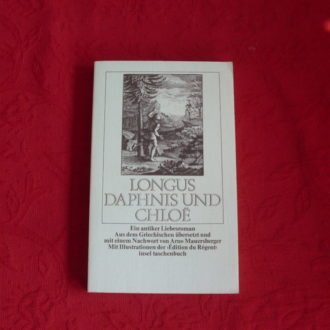 LONGUS
DAPHNIS UND
CHLOË
Ein antiker Liebesroman
Aus dem Griechischen übersetzt und
mit einem Nachwort von Arno Mauersberger
Mit Illustrationen der ›Edition du Régent‹
insel taschenbuch